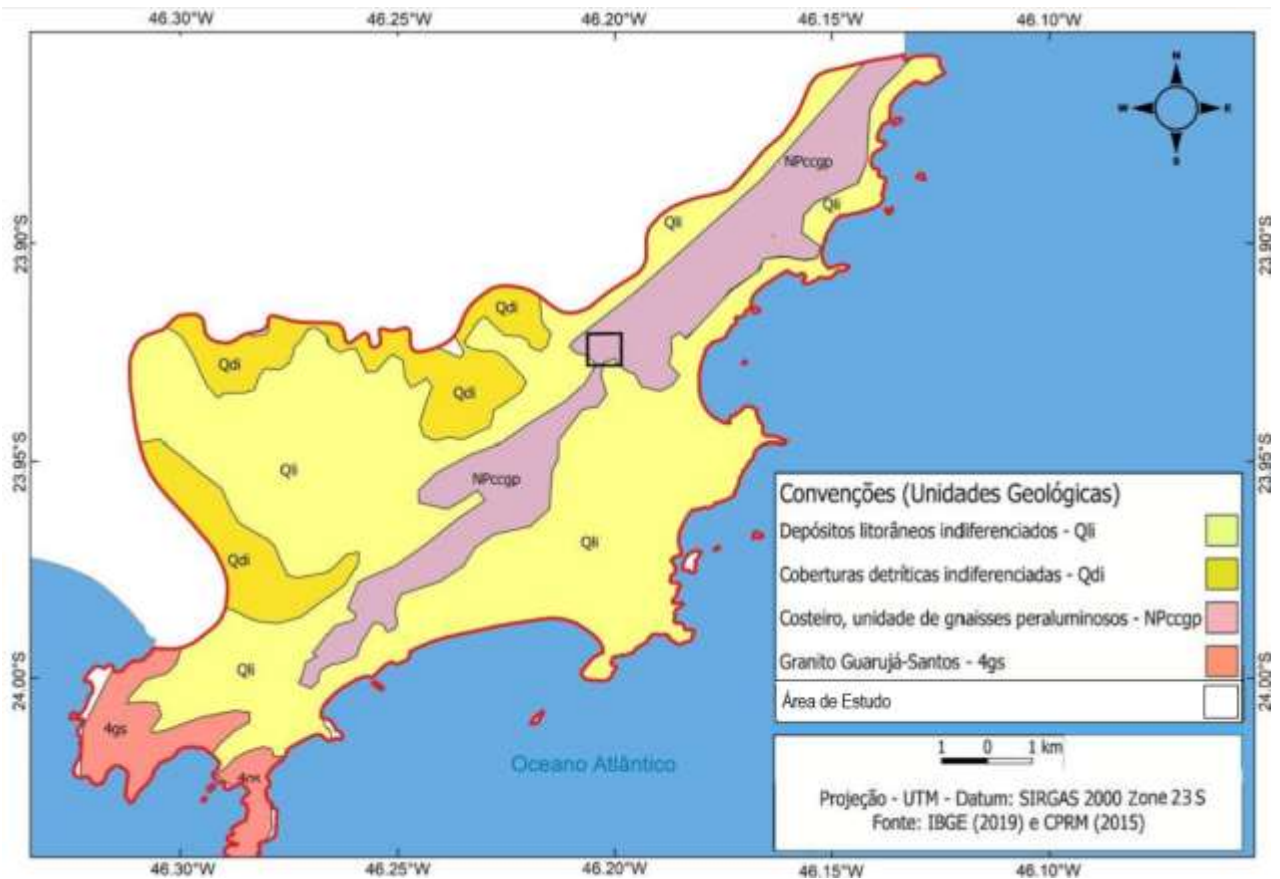 46.30°W 46.25°W 46.20°W 46.15°W 46.10°W
N
W E
S
NPccgp
Qli
23.90°S
Qli
23.90°S
Qdi
Qdi
Qdi
23.95°S
Qli
NPccgp
23.95°S
Qli
Qdi
Convenções (Unidades Geológicas)
Depósitos litorâneos indiferenciados - Qli
Coberturas detríticas indiferenciadas - Qdi
Costeiro, unidade de gnaisses peraluminosos - NPccgp
Granito Guarujá-Santos - 4gs
Área de Estudo
24.00°S
Qli
24.00°S
4gs
4gs
Oceano Atlântico
1 0 1 km
Projeção - UTM - Datum: SIRGAS 2000 Zone 23 S
Fonte: IBGE (2019) e CPRM (2015)
46.30°W 46.25°W 46.20°W 46.15°W 46.10°W